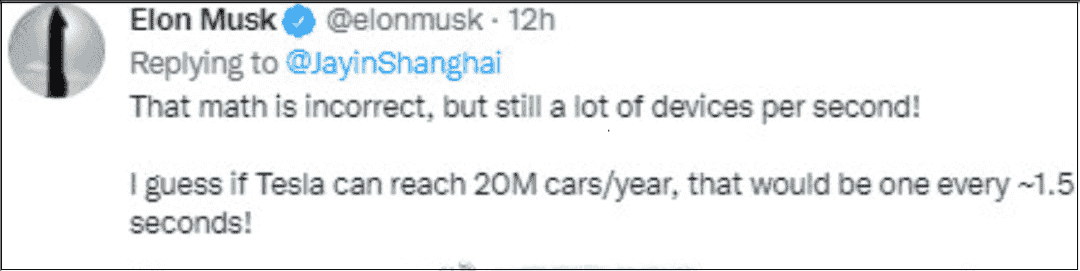 Elon Musk @elonmusk · 12h
Replying to @JayinShanghai
That math is incorrect, but still a lot of devices per second!
I guess if Tesla can reach 20M cars/year, that would be one every ~1.5
seconds!